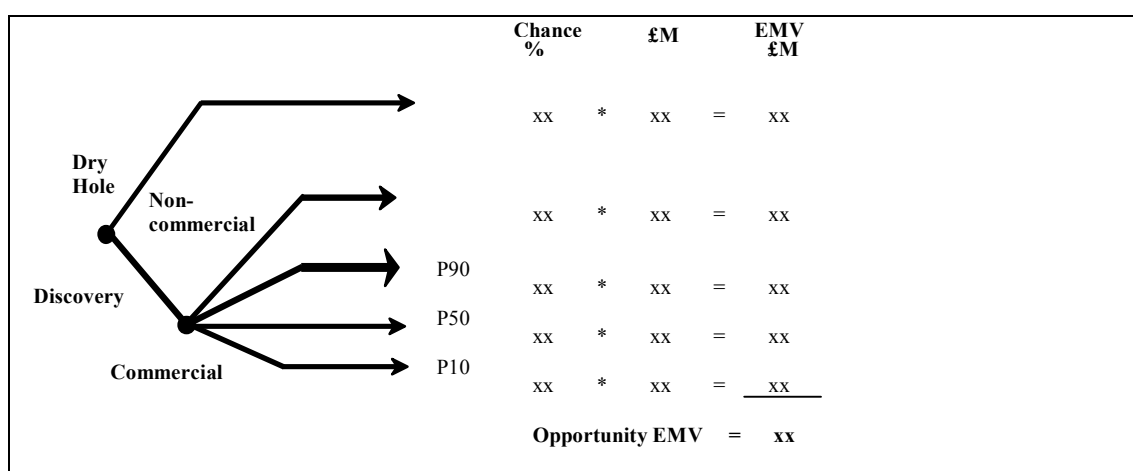 Chance £M EMV
% £M
xx * xx = xx
Dry
Hole
Non-
commercial
xx * xx = xx
P90
xx * xx = xx
Discovery
P50
xx * xx = xx
P10
Commercial
xx * xx = xx
Opportunity EMV = xx